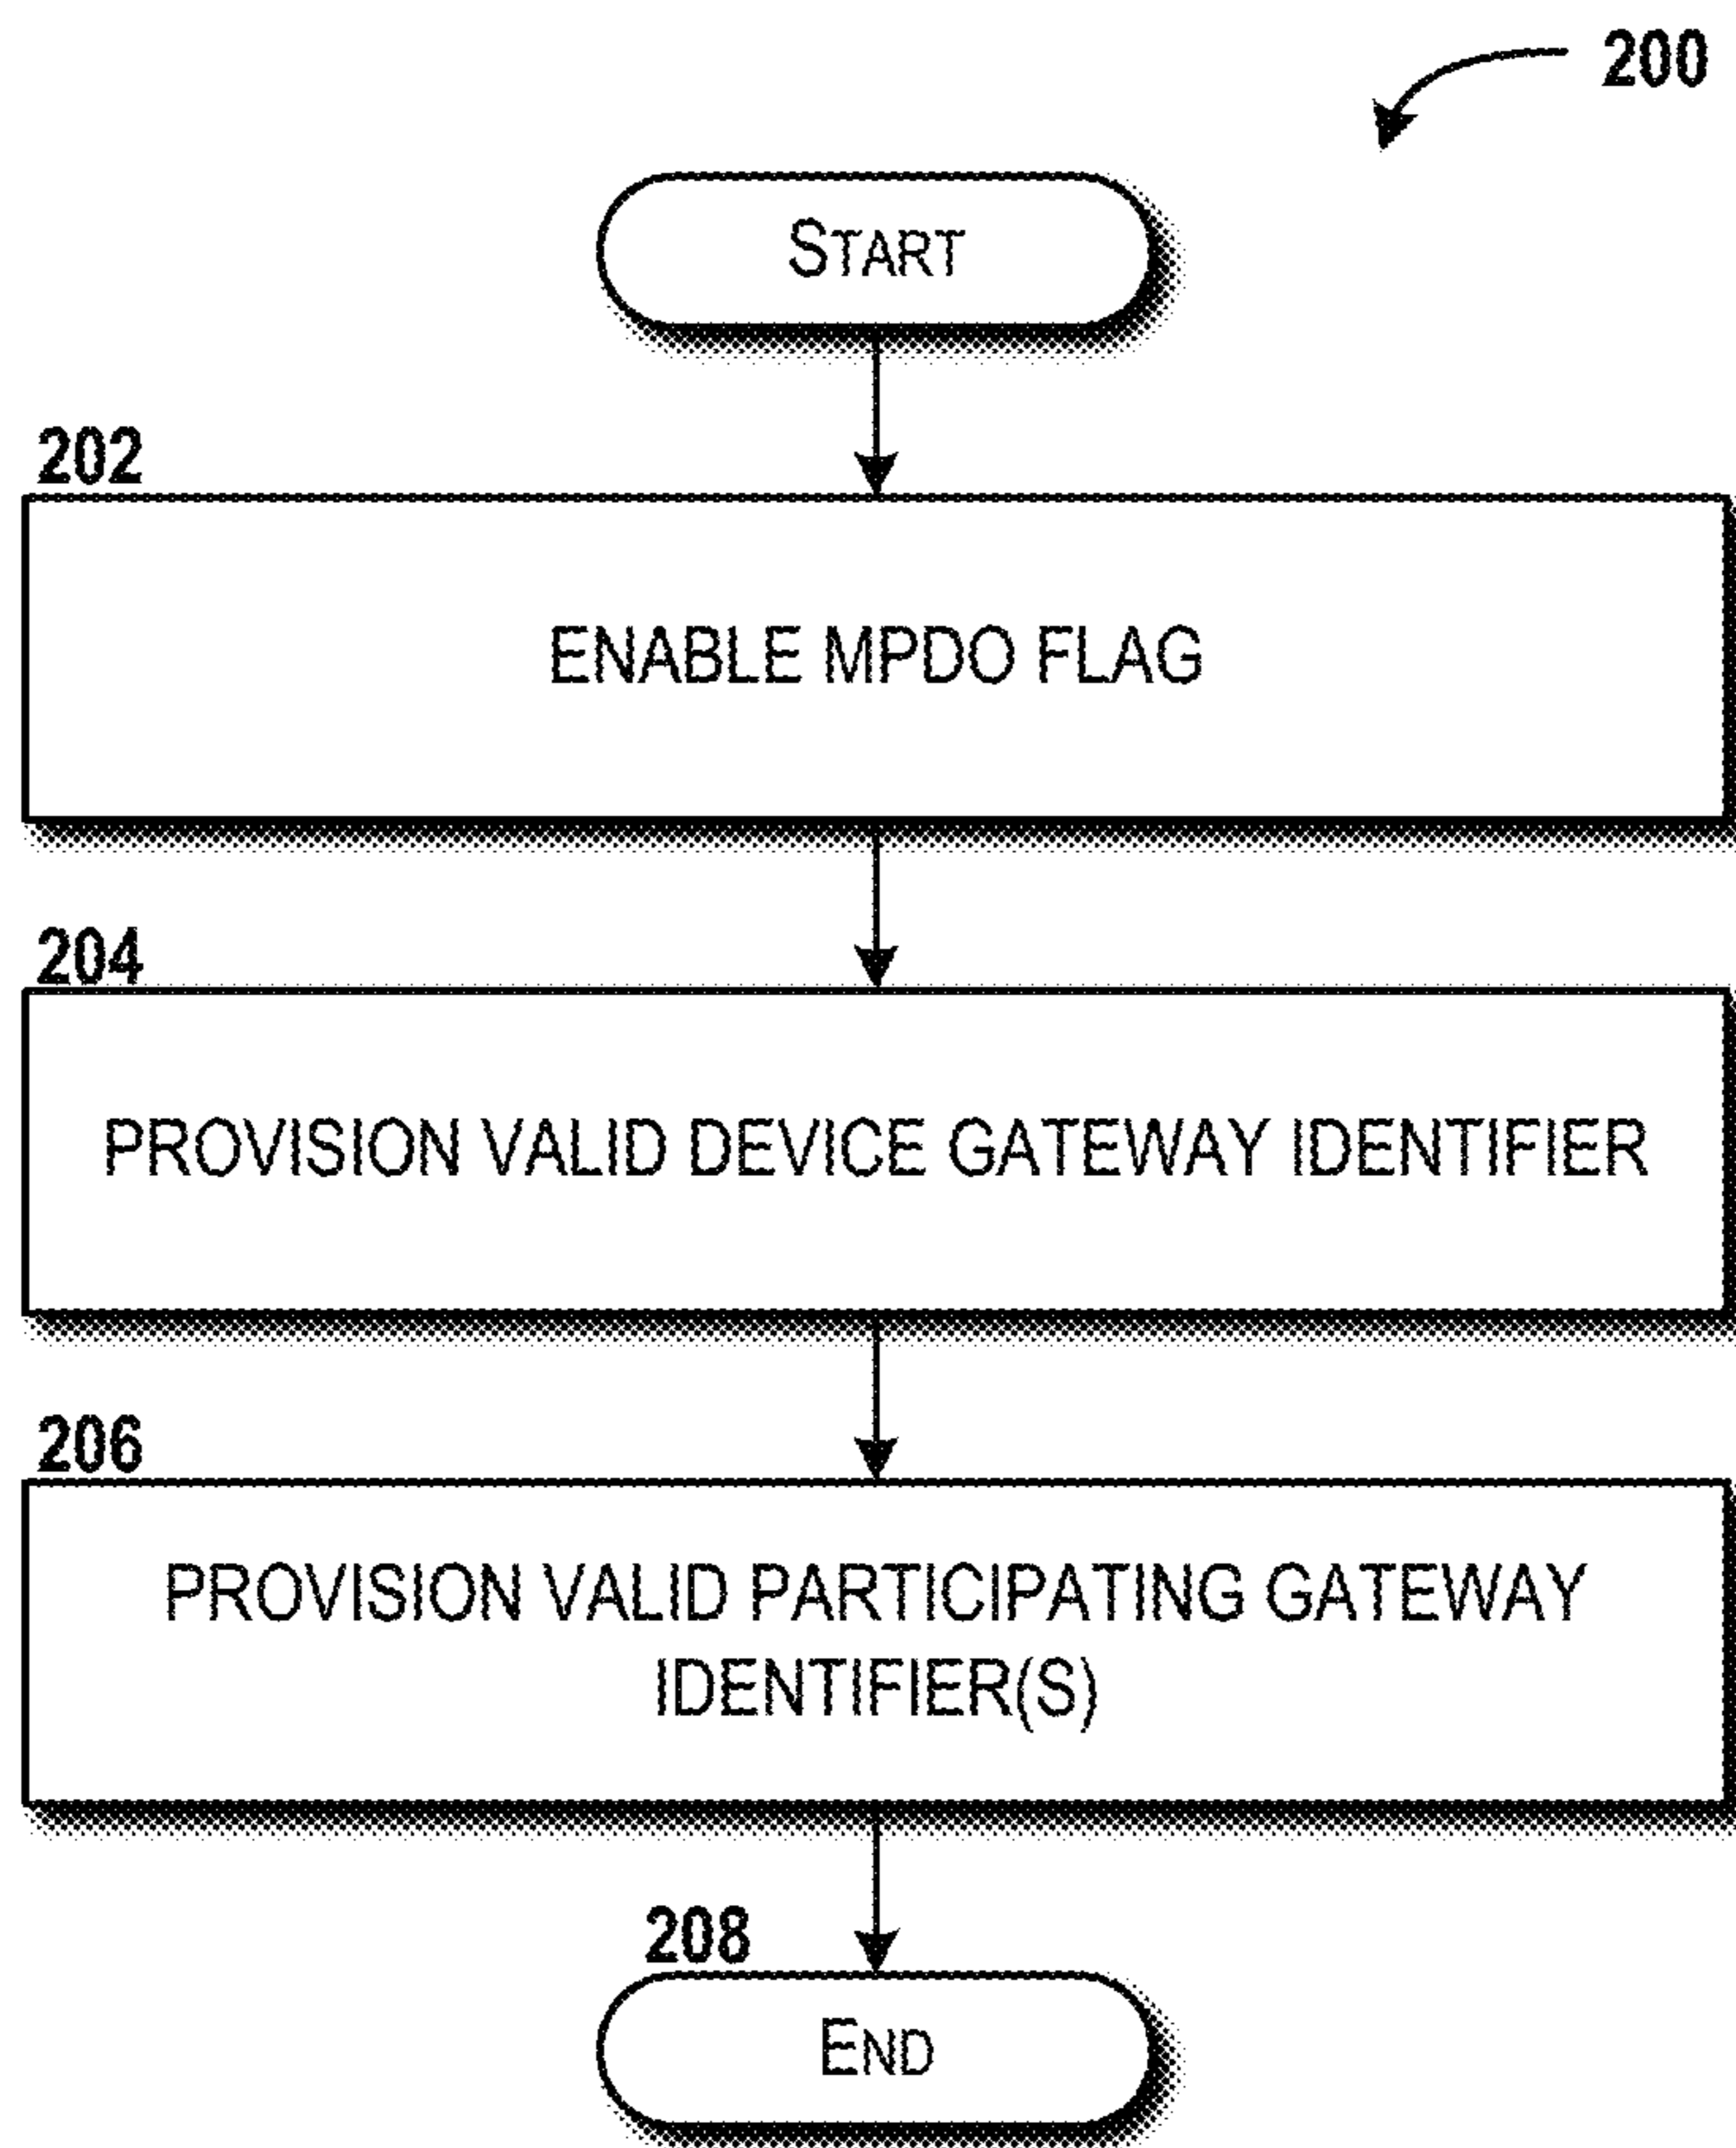 200
START
202
ENABLE MPDO FLAG
204
PROVISION VALID DEVICE GATEWAY IDENTIFIER
206
PROVISION VALID PARTICIPATING GATEWAY
IDENTIFIER(S)
208
END